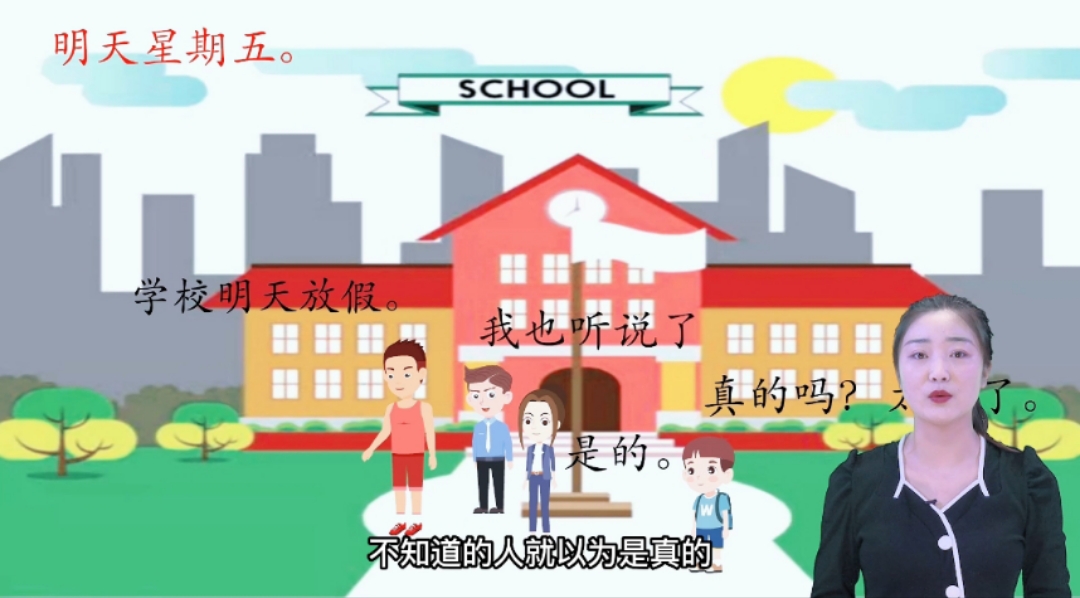 明天星期五。
SCHOOL
学校明天放假。
我也听说了
真的吗？ 了。
是的。
W
不知道的人就以为是真的